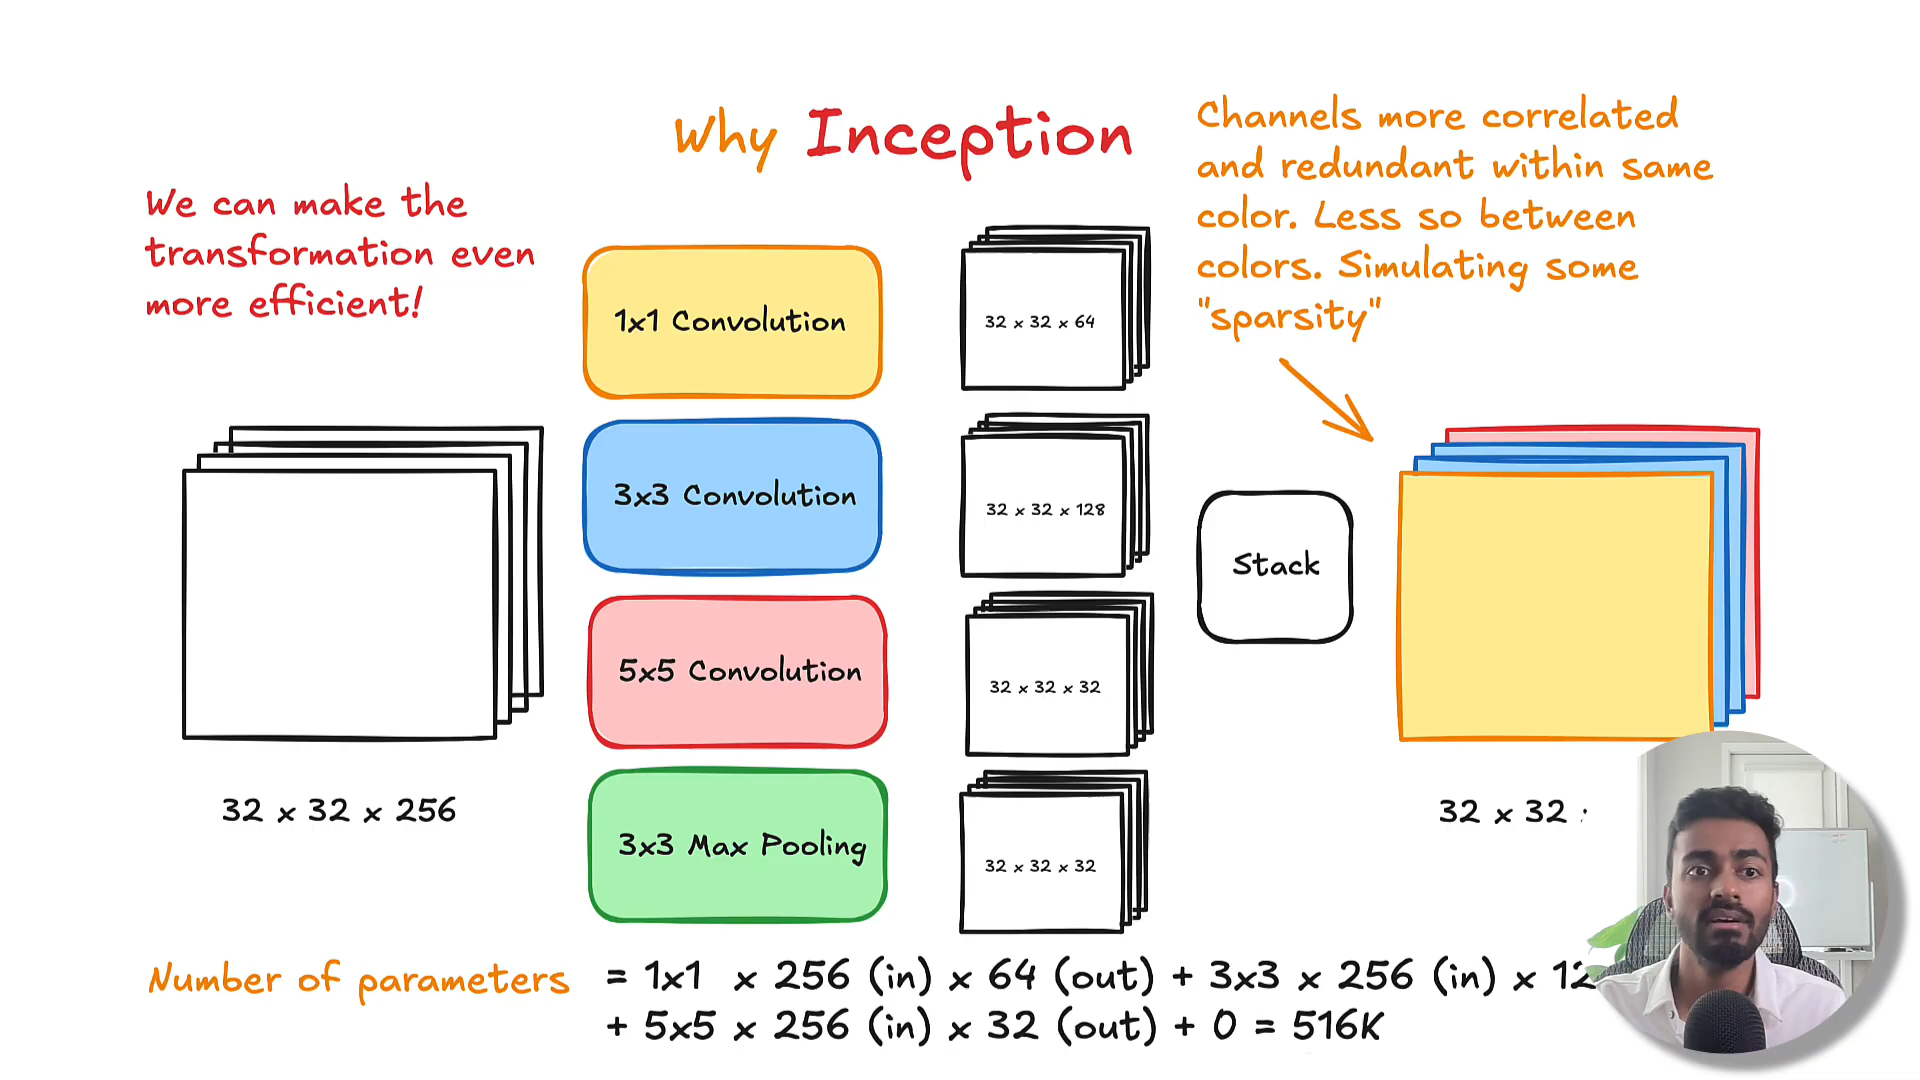 Why Inception
We can make the
transformation even
more efficient!
Channels more correlated
and redundant within same
color. Less so between
colors. Simulating some
"sparsity"
1x1 Convolution
32 x 32 x 64
3x3 Convolution
32 x 32 x 128
5x5 Convolution
32 x 32 x 32
3x3 Max Pooling
32 x 32 x 32
Stack
32 x 32 x 256
32 x 32
Number of parameters = 1x1 x 256 (in) x 64 (out) + 3x3 x 256 (in) x
+ 5x5 x 256 (in) x 32 (out) + 0 = 516K